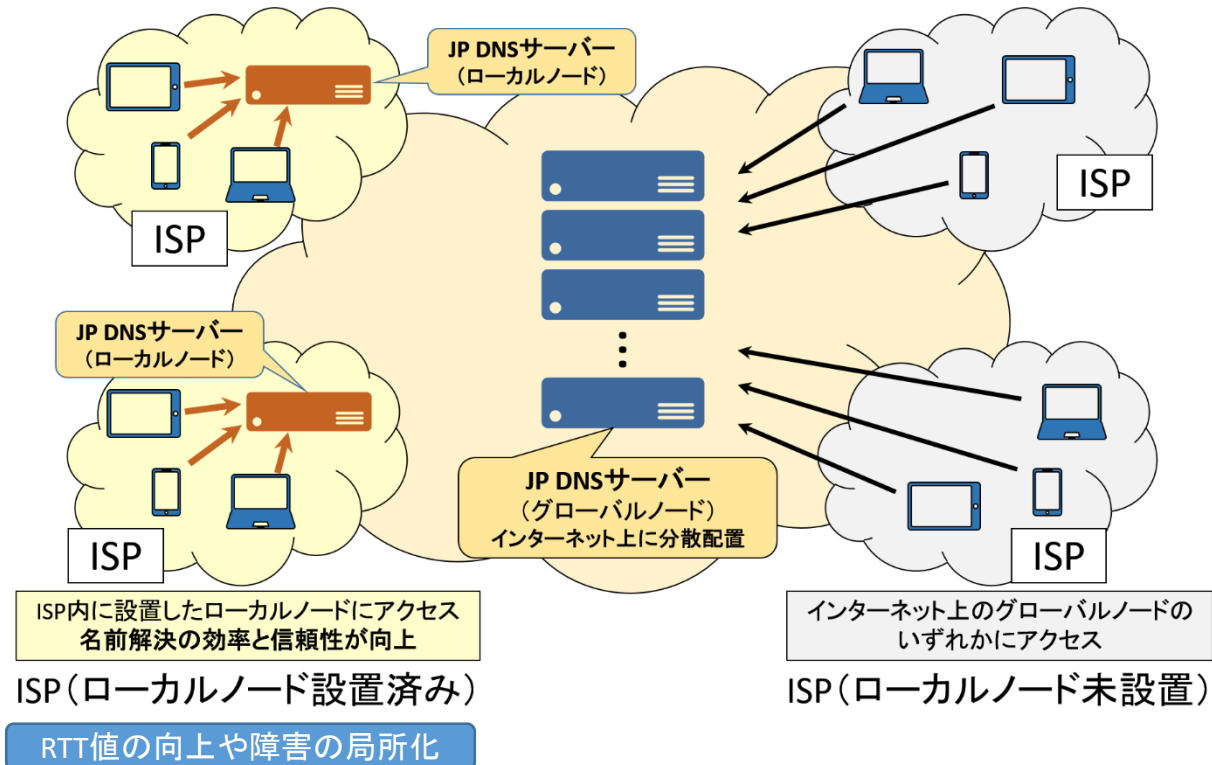 JP DNSサーバー
（ローカルノード）
ISP
ISP
JP DNSサーバー
（ローカルノード）
JP DNSサーバー
（グローバルノード）
インターネット上に分散配置
ISP
ISP
ISP内に設置したローカルノードにアクセス
名前解決の効率と信頼性が向上
インターネット上のグローバルノードの
いずれかにアクセス
ISP（ローカルノード設置済み）
ISP（ローカルノード未設置）
RTT値の向上や障害の局所化